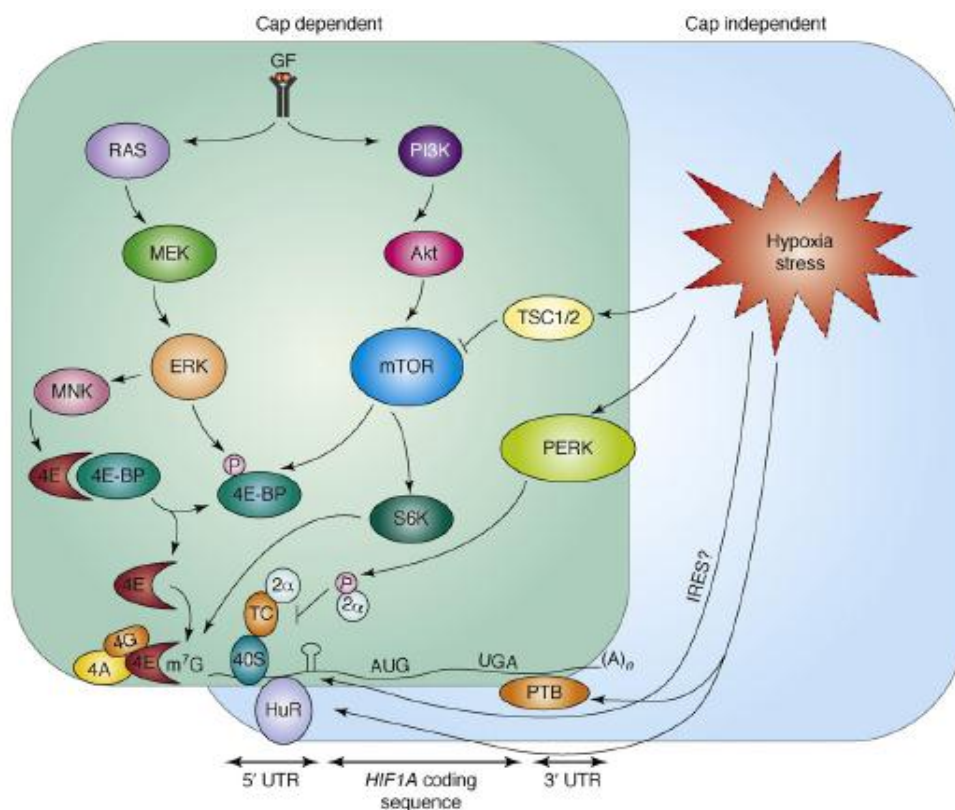 Cap dependent
Cap independent
GF
RAS
PI3K
MEK
Akt
Hypoxia
stress
TSC1/2
ERK
mTOR
MNK
PERK
P
4E
4E-BP
4E-BP
S6K
IRES?
4E
2α
P
2α
TC
4G
4A
4E
m⁷G
40S
AUG
UGA
(A)ₙ
PTB
HuR
5′ UTR
HIF1A coding
sequence
3′ UTR